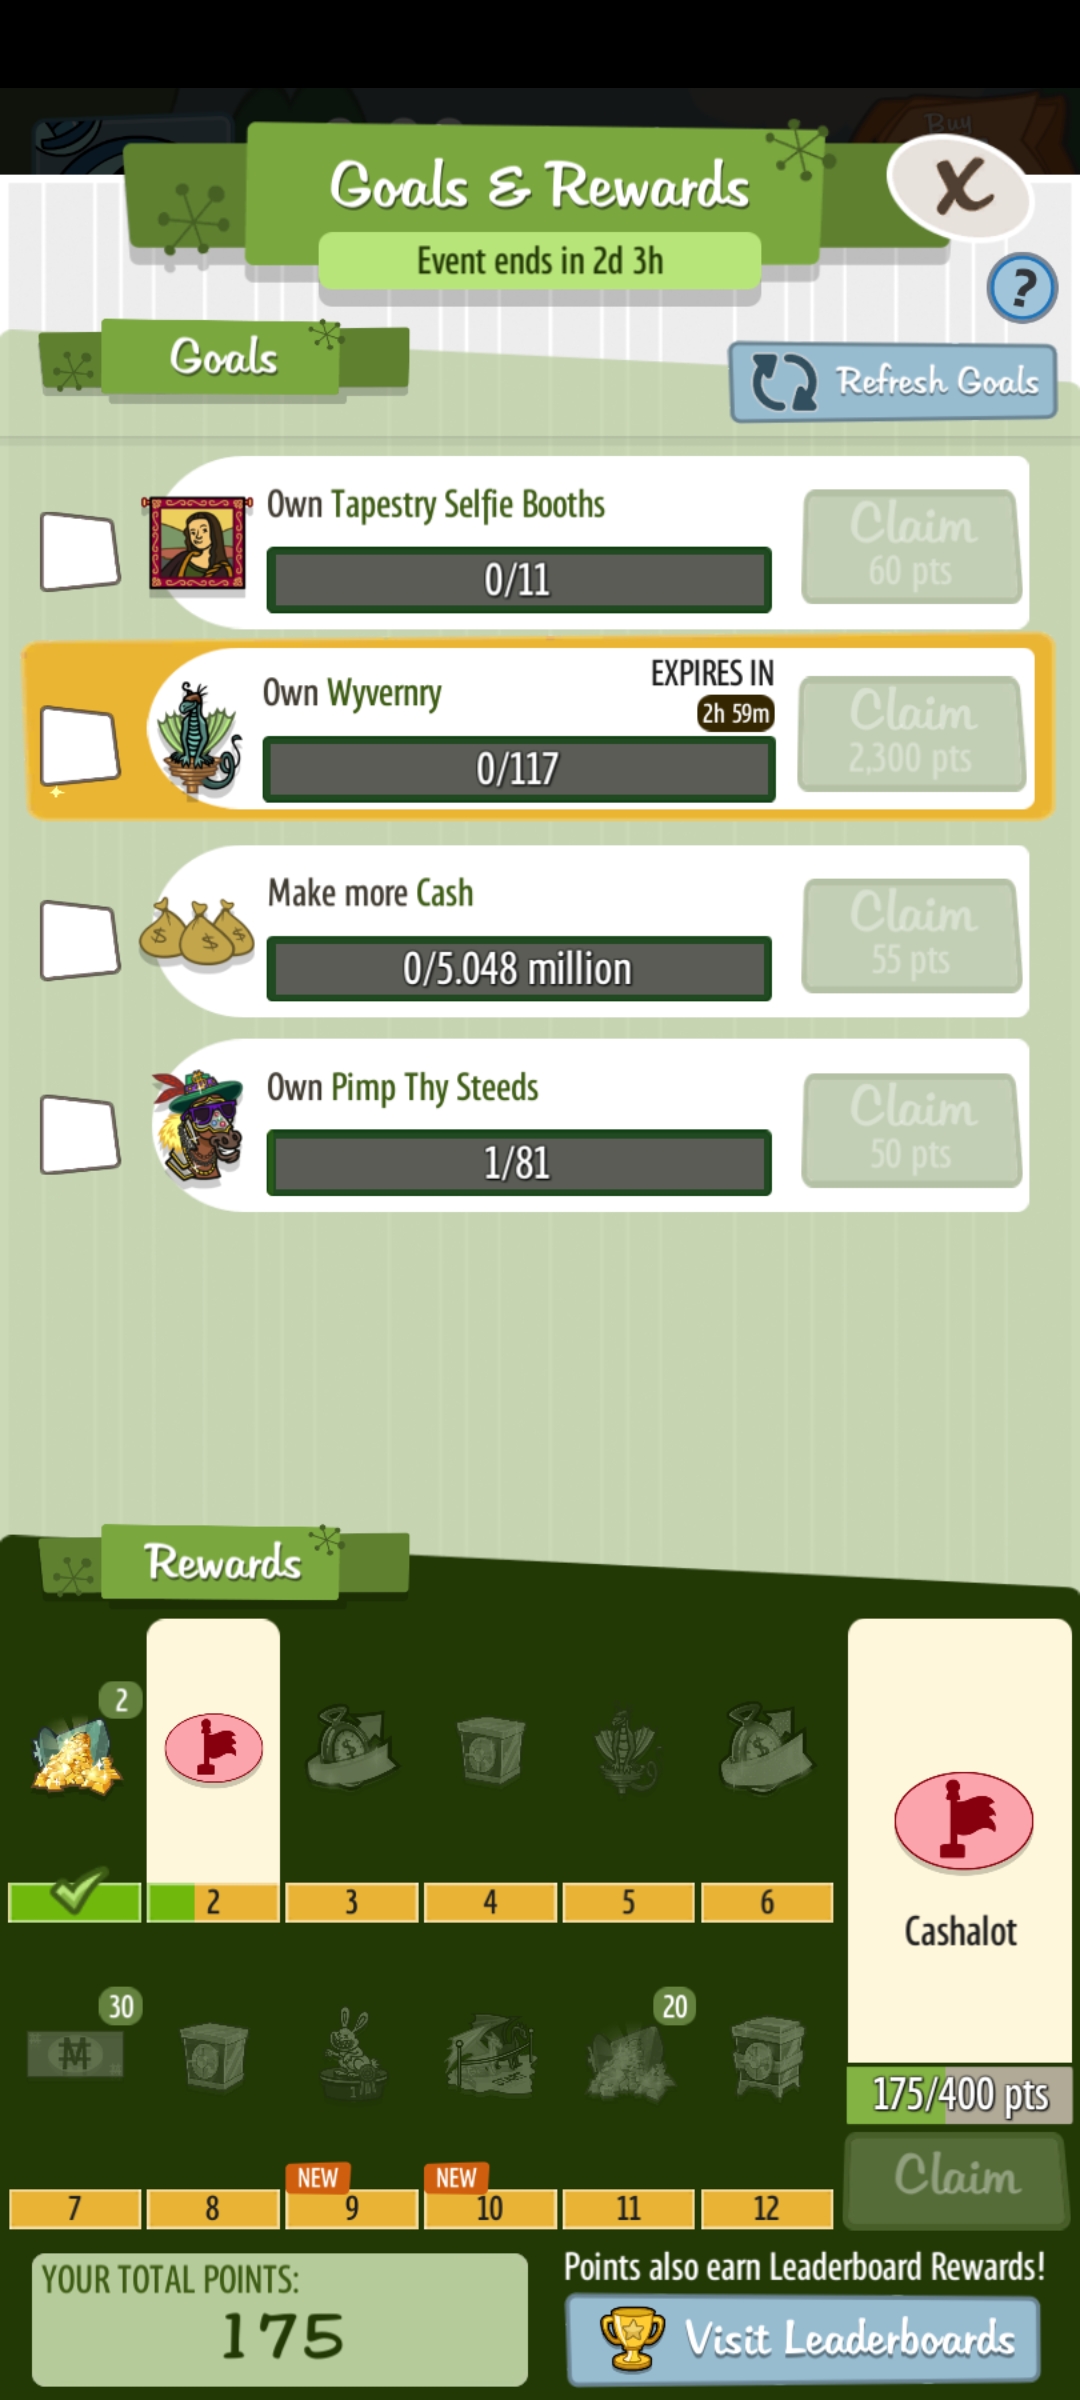 Buy
Goals & Rewards
X
Event ends in 2d 3h
?
Goals
Refresh Goals
Own Tapestry Selfie Booths
0/11
Claim
60 pts
Own Wyvernry
EXPIRES IN
2h 59m
0/117
Claim
2,300 pts
Make more Cash
0/5.048 million
Claim
55 pts
Own Pimp Thy Steeds
1/81
Claim
50 pts
Rewards
2
2
3
4
5
6
Cashalot
30
20
175/400 pts
Claim
NEW
NEW
7
8
9
10
11
12
YOUR TOTAL POINTS:
175
Points also earn Leaderboard Rewards!
Visit Leaderboards